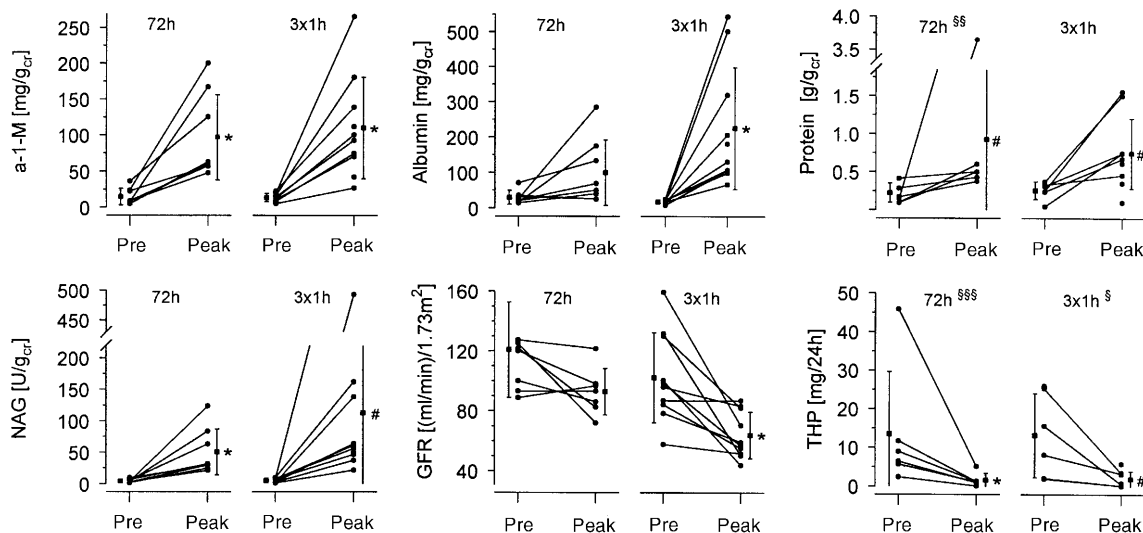 a-1-M [mg/gcr]
250
200
150
100
50
0
72h
*
Pre
Peak
3x1h
*
Pre
Peak
Albumin [mg/gcr]
500
400
300
200
100
0
72h
Pre
Peak
3x1h
*
Pre
Peak
Protein [g/gcr]
4.0
3.5
1.5
1.0
0.5
72h §§
#
Pre
Peak
3x1h
#
Pre
Peak
NAG [U/gcr]
500
450
200
150
100
50
0
72h
*
Pre
Peak
3x1h
#
Pre
Peak
GFR [(ml/min)/1.73m²]
160
120
80
40
72h
Pre
Peak
3x1h
*
Pre
Peak
THP [mg/24h]
50
40
30
20
10
0
72h §§§
*
Pre
Peak
3x1h §
#
Pre
Peak